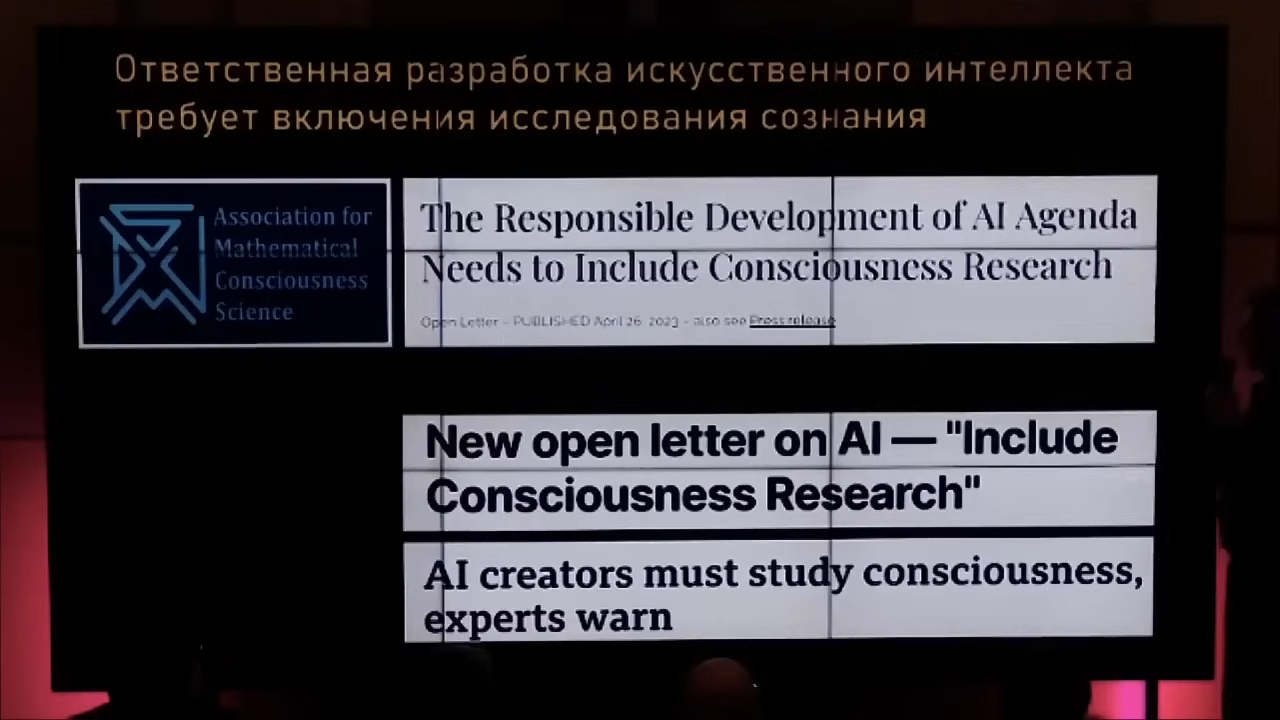 Ответственная разработка искусственного интеллекта
требует включения исследования сознания
Association for
Mathematical
Consciousness
Science
The Responsible Development of AI Agenda
Needs to Include Consciousness Research
Open Letter - PUBLISHED April 26, 2023 - also see Press release
New open letter on AI — "Include
Consciousness Research"
AI creators must study consciousness,
experts warn